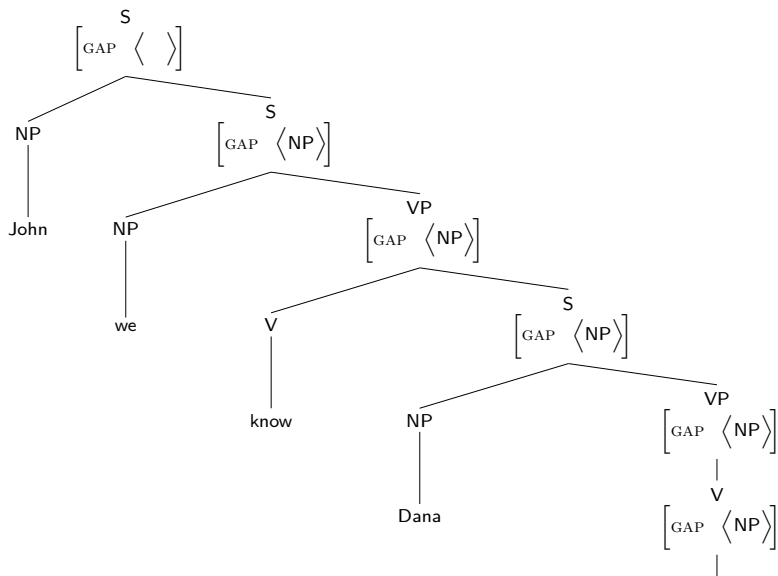 S
[GAP ⟨ ⟩]
NP S
[GAP ⟨NP⟩]
John NP VP
[GAP ⟨NP⟩]
we V S
[GAP ⟨NP⟩]
know NP VP
[GAP ⟨NP⟩]
V
Dana
[GAP ⟨NP⟩]